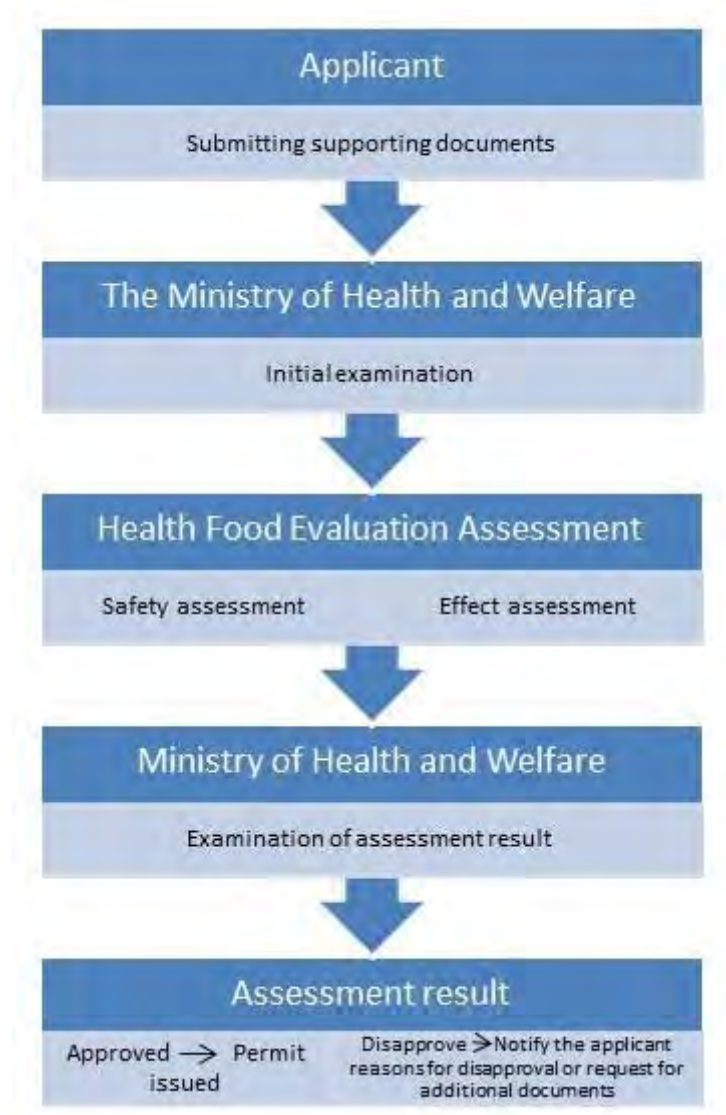 Applicant
Submitting supporting documents
The Ministry of Health and Welfare
Initial examination
Health Food Evaluation Assessment
Safety assessment
Effect assessment
Ministry of Health and Welfare
Examination of assessment result
Assessment result
Approved → Permit
issued
Disapprove → Notify the applicant
reasons for disapproval or request for
additional documents